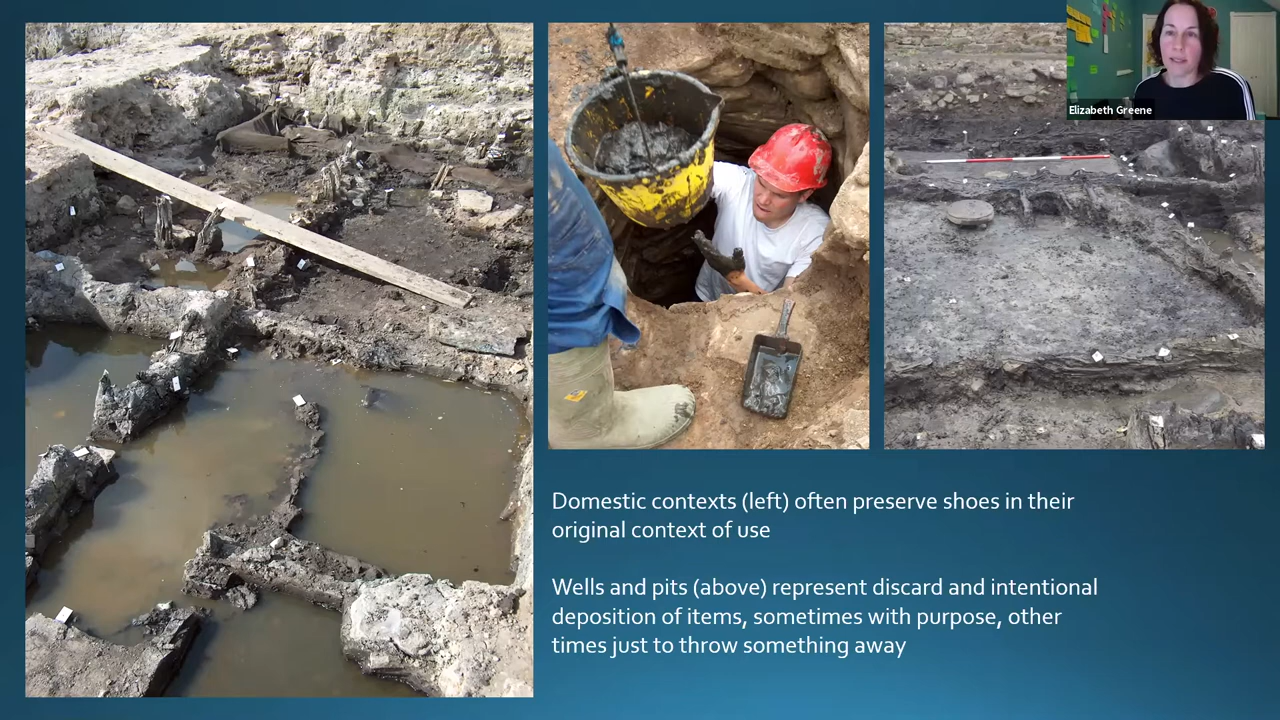 Elizabeth Greene
Domestic contexts (left) often preserve shoes in their
original context of use
Wells and pits (above) represent discard and intentional
deposition of items, sometimes with purpose, other
times just to throw something away